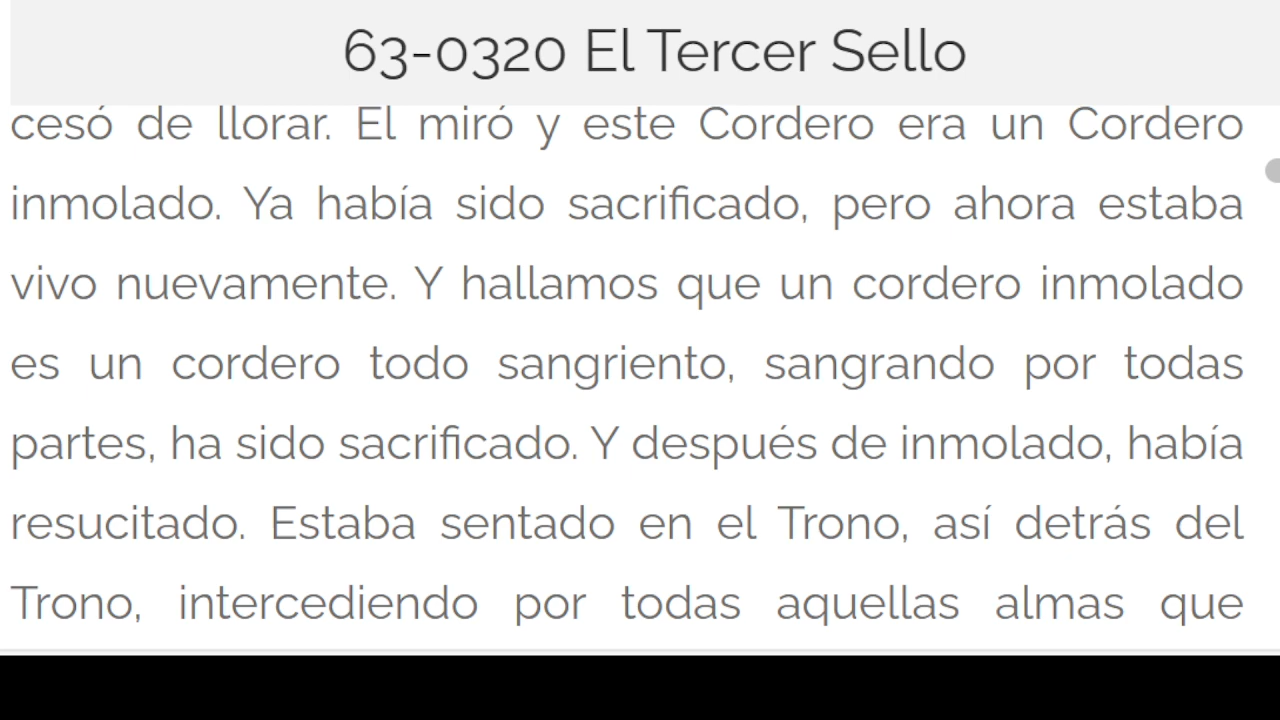 63-0320 El Tercer Sello
cesó de llorar. El miró y este Cordero era un Cordero
inmolado. Ya había sido sacrificado, pero ahora estaba
vivo nuevamente. Y hallamos que un cordero inmolado
es un cordero todo sangriento, sangrando por todas
partes, ha sido sacrificado. Y después de inmolado, había
resucitado. Estaba sentado en el Trono, así detrás del
Trono, intercediendo por todas aquellas almas que